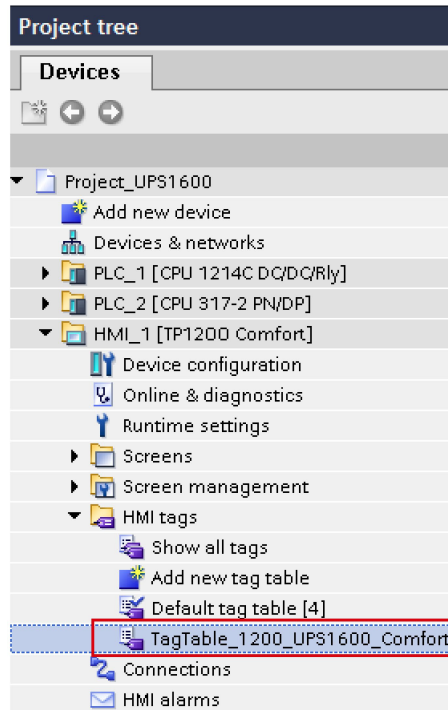 Project tree
Devices
Project_UPS1600
Add new device
Devices & networks
PLC_1 [CPU 1214C DC/DC/Rly]
PLC_2 [CPU 317-2 PN/DP]
HMI_1 [TP1200 Comfort]
Device configuration
Online & diagnostics
Runtime settings
Screens
Screen management
HMI tags
Show all tags
Add new tag table
Default tag table [4]
TagTable_1200_UPS1600_Comfort
Connections
HMI alarms